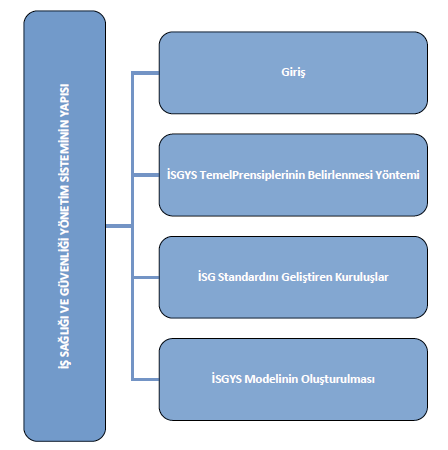 İŞ SAĞLIĞI VE GÜVENLİĞİ YÖNETİM SİSTEMİNİN YAPISI
Giriş
İSGYS TemelPrensiplerinin Belirlenmesi Yöntemi
İSG Standardını Geliştiren Kuruluşlar
İSGYS Modelinin Oluşturulması